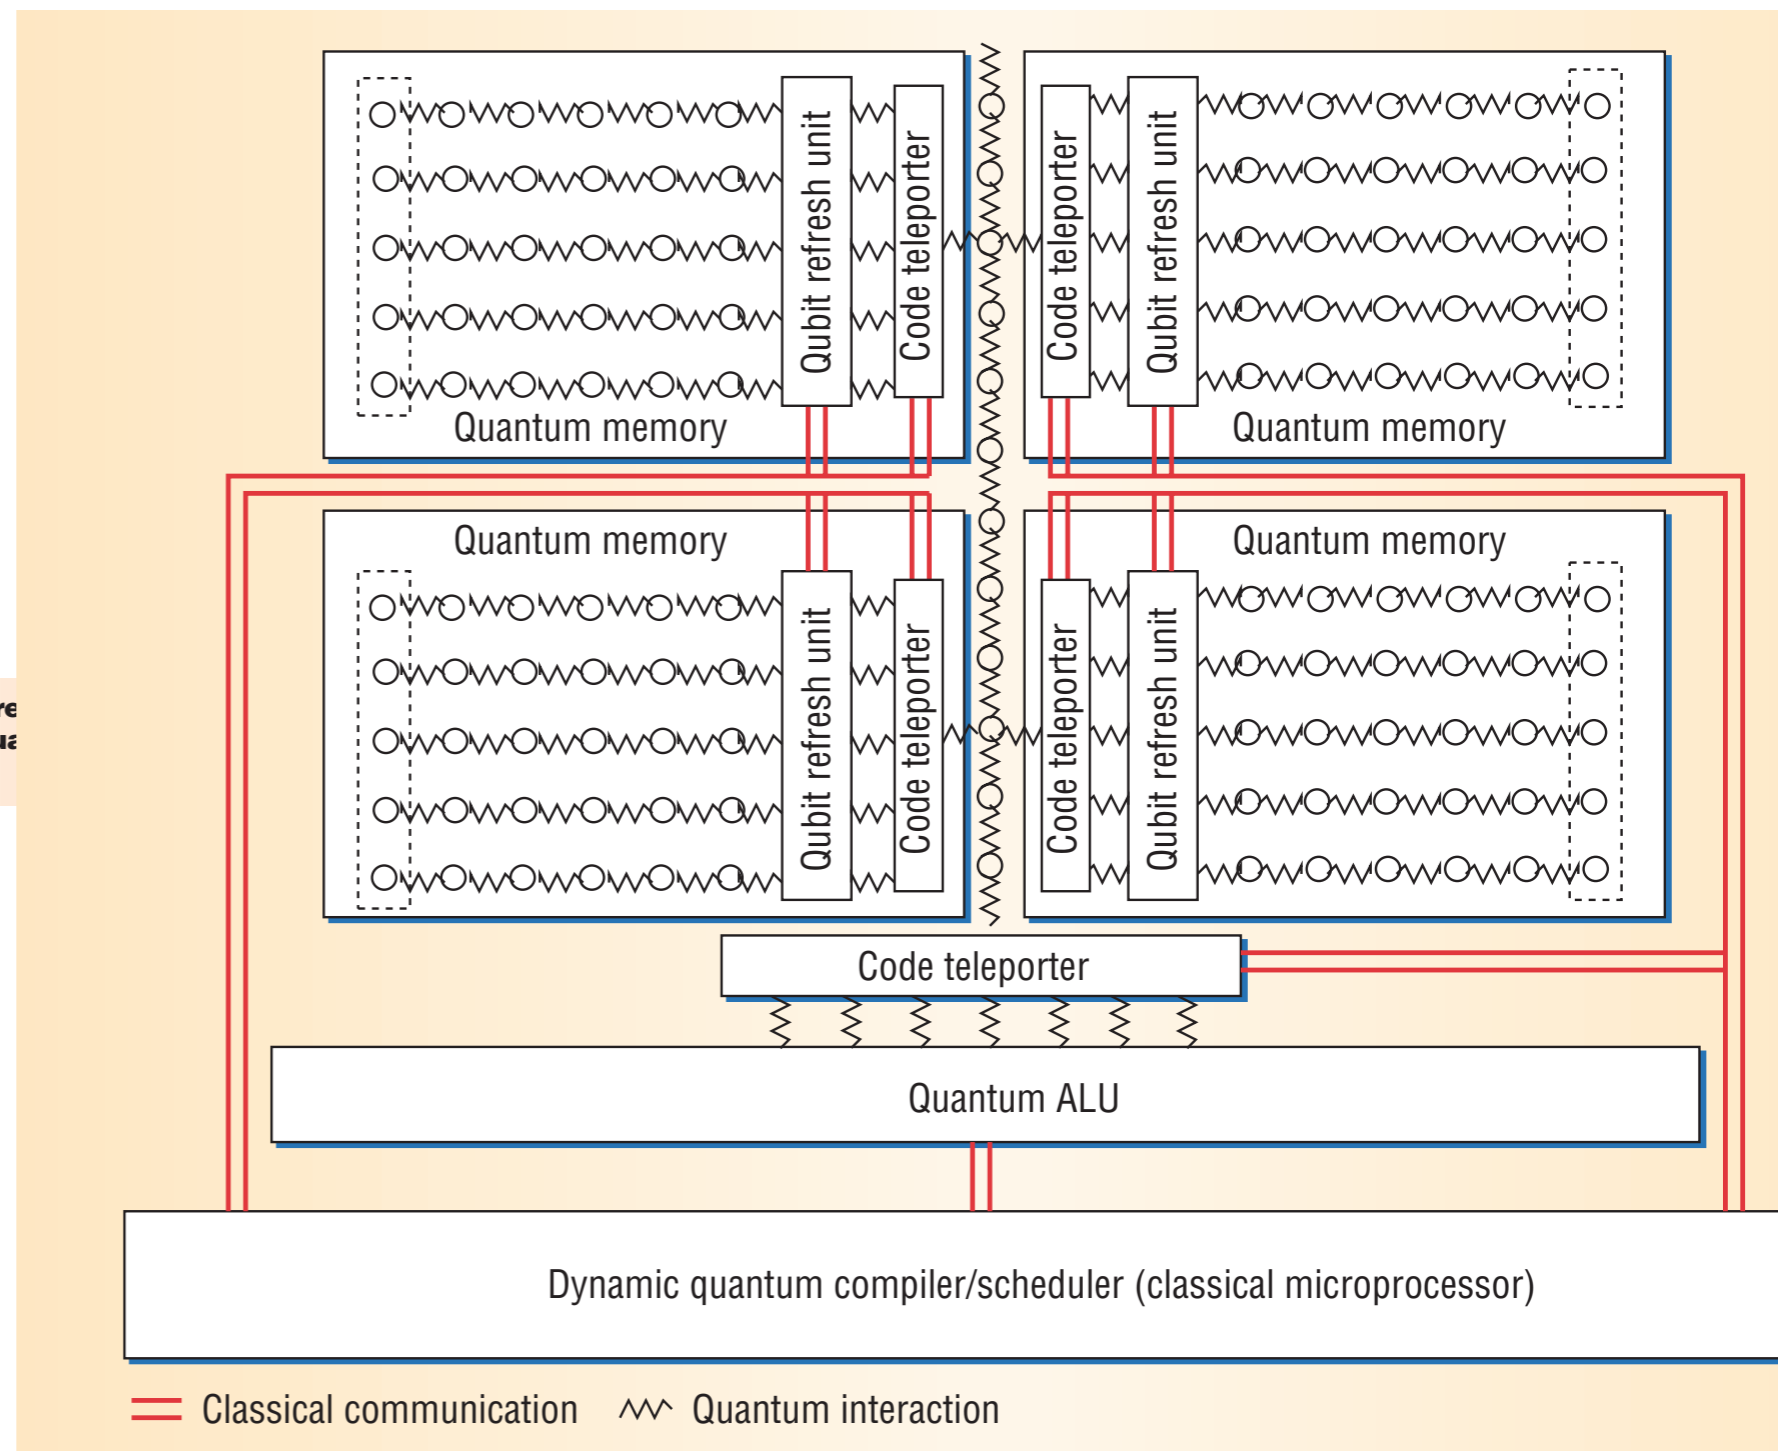 Qubit refresh unit
Code teleporter
Quantum memory
Code teleporter
Qubit refresh unit
Quantum memory
Quantum memory
Qubit refresh unit
Code teleporter
Quantum memory
Code teleporter
Qubit refresh unit
Code teleporter
Quantum ALU
Dynamic quantum compiler/scheduler (classical microprocessor)
Classical communication
Quantum interaction